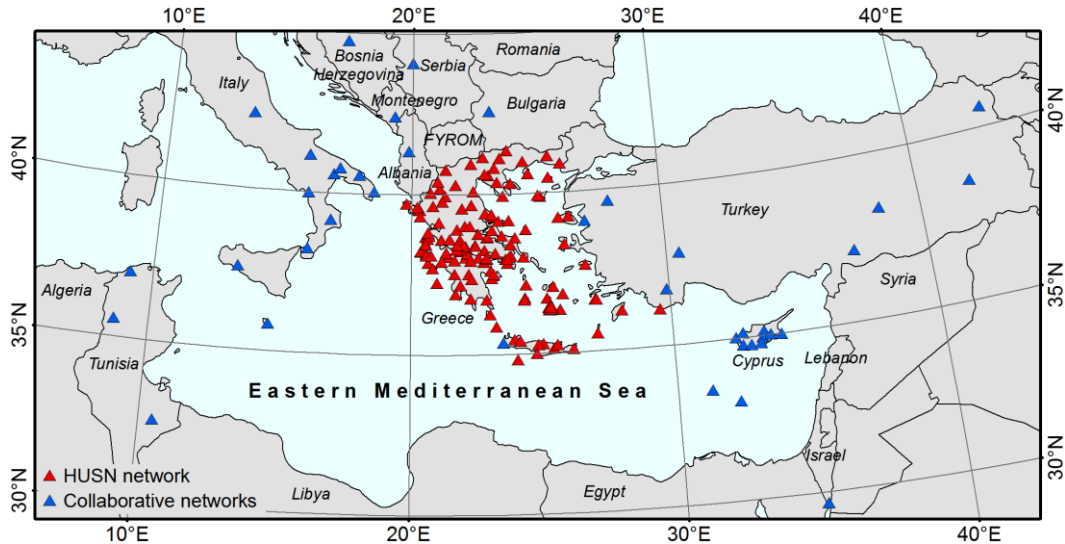 10°E 20°E 30°E 40°E
Romania
Bosnia
Herzegovina
Serbia
Italy
Montenegro
Bulgaria
FYROM
Albania
40°N 40°N
Turkey
Algeria
Syria
35°N 35°N
Greece
Tunisia
Cyprus
Lebanon
Eastern Mediterranean Sea
Israel
HUSN network
Collaborative networks
Libya
Egypt
30°N 30°N
10°E 20°E 30°E 40°E